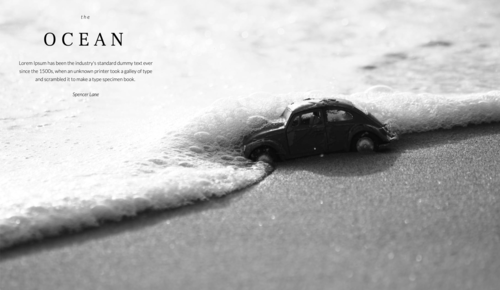 the
OCEAN
Lorem Ipsum has been the industry's standard dummy text ever
since the 1500s, when an unknown printer took a galley of type
and scrambled it to make a type specimen book.
Spencer Lane